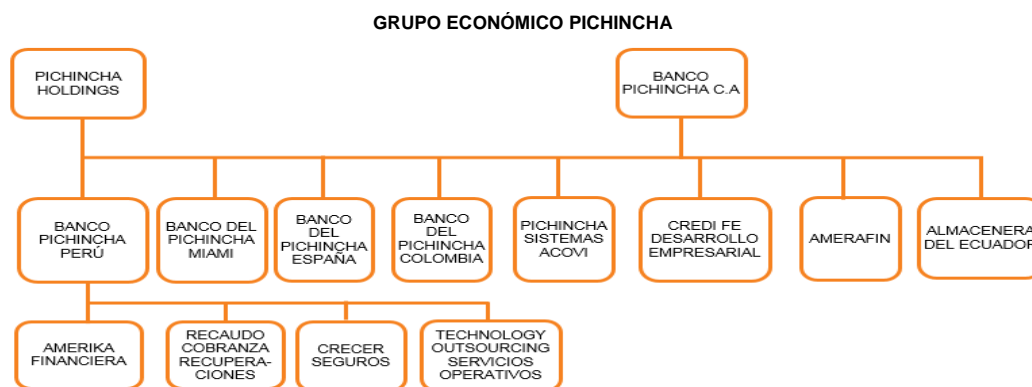 GRUPO ECONÓMICO PICHINCHA
PICHINCHA
HOLDINGS
BANCO
PICHINCHA C.A
BANCO
PICHINCHA
PERÚ
BANCO DEL
PICHINCHA
MIAMI
BANCO
DEL
PICHINCHA
ESPAÑA
BANCO
DEL
PICHINCHA
COLOMBIA
PICHINCHA
SISTEMAS
ACOVI
CREDI FE
DESARROLLO
EMPRESARIAL
AMERAFIN
ALMACENERA
DEL ECUADOR
AMERIKA
FINANCIERA
RECAUDO
COBRANZA
RECUPERA-
CIONES
CRECER
SEGUROS
TECHNOLOGY
OUTSOURCING
SERVICIOS
OPERATIVOS